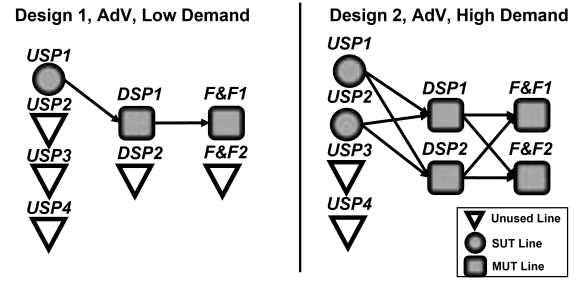 Design 1, AdV, Low Demand
USP1
USP2
DSP1
F&F1
USP3
DSP2
F&F2
USP4
Design 2, AdV, High Demand
USP1
DSP1
F&F1
USP2
USP3
DSP2
F&F2
USP4
Unused Line
SUT Line
MUT Line